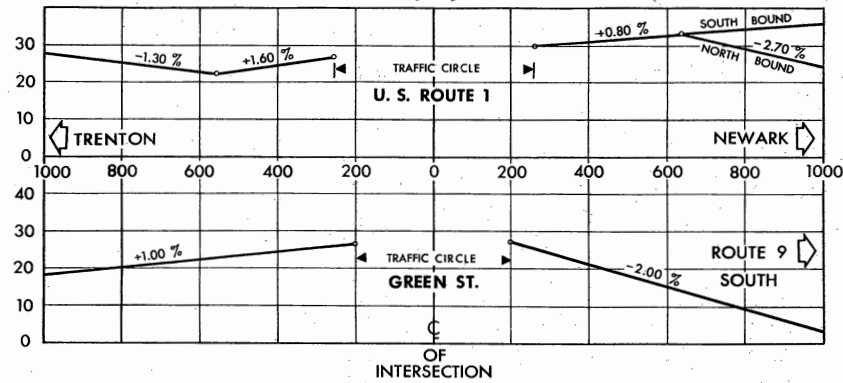 -1.30 % +1.60 % +0.80 % SOUTH BOUND
-2.70 %
NORTH BOUND
30
20
10
0
TRAFFIC CIRCLE
U. S. ROUTE 1
TRENTON NEWARK
1000 800 600 400 200 0 200 400 600 800 1000
40
30
20
10
0
+1.00 %
TRAFFIC CIRCLE
GREEN ST.
-2.00 %
ROUTE 9
SOUTH
℄
OF
INTERSECTION